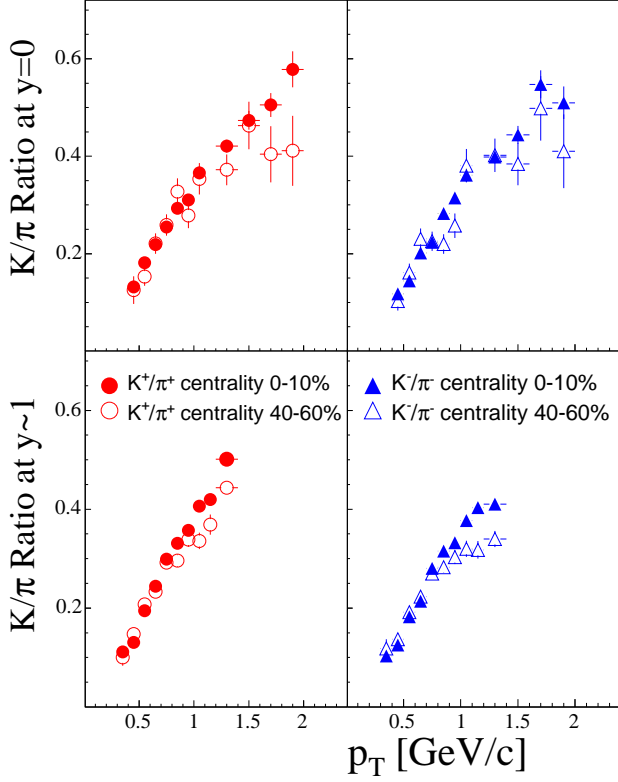 K/π Ratio at y=0
0.6
0.4
0.2
K/π Ratio at y~1
K⁺/π⁺ centrality 0-10%
K⁺/π⁺ centrality 40-60%
K⁻/π⁻ centrality 0-10%
K⁻/π⁻ centrality 40-60%
0.6
0.4
0.2
0.5 1 1.5 2 0.5 1 1.5 2
p_T [GeV/c]